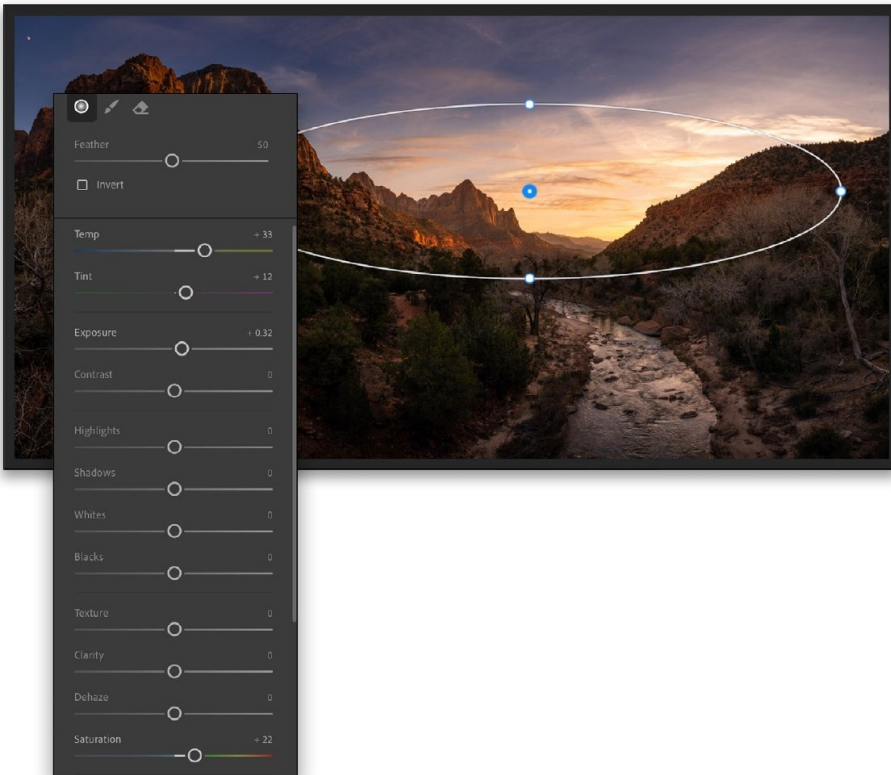 Feather 50
Invert
Temp + 33
Tint + 12
Exposure + 0.32
Contrast 0
Highlights 0
Shadows 0
Whites 0
Blacks 0
Texture 0
Clarity 0
Dehaze 0
Saturation + 22